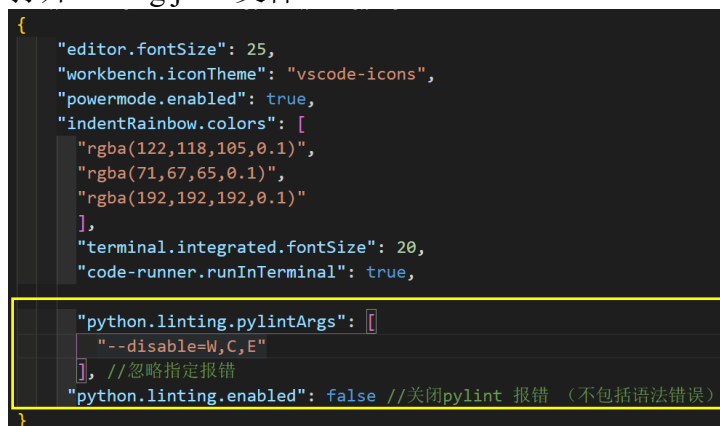 {
"editor.fontSize": 25,
"workbench.iconTheme": "vscode-icons",
"powermode.enabled": true,
"indentRainbow.colors": [
"rgba(122,118,105,0.1)",
"rgba(71,67,65,0.1)",
"rgba(192,192,192,0.1)"
],
"terminal.integrated.fontSize": 20,
"code-runner.runInTerminal": true,
"python.linting.pylintArgs": [
"--disable=W,C,E"
], //忽略指定报错
"python.linting.enabled": false //关闭pylint 报错 （不包括语法错误）
}